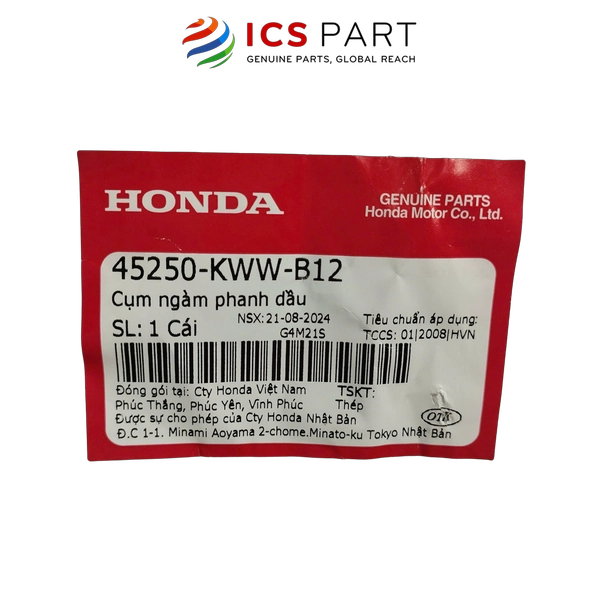 ICS PART
GENUINE PARTS, GLOBAL REACH
HONDA
GENUINE PARTS
Honda Motor Co., Ltd.
45250-KWW-B12
Cụm ngàm phanh dầu
SL: 1 Cái
NSX: 21-08-2024
G4M21S
Tiêu chuẩn áp dụng:
TCCS: 01|2008|HVN
Đóng gói tại: Cty Honda Việt Nam
Phúc Thắng, Phúc Yên, Vĩnh Phúc
TSKT:
Thép
Được sự cho phép của Cty Honda Nhật Bản
Đ.C 1-1. Minami Aoyama 2-chome.Minato-ku Tokyo Nhật Bản